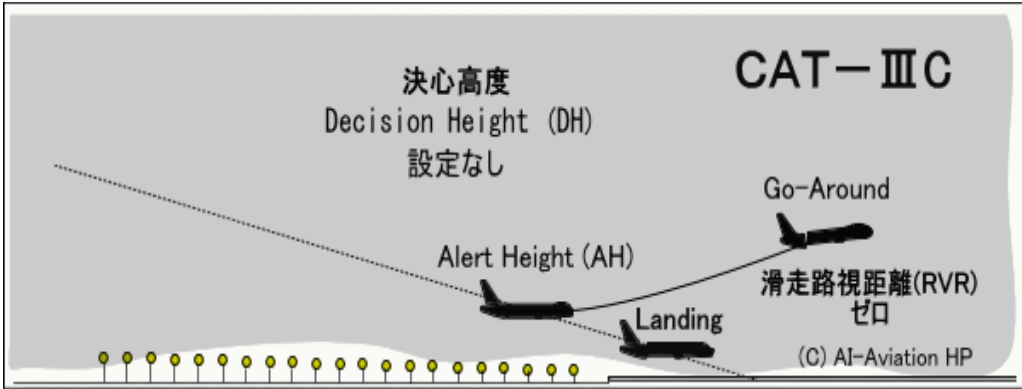 CAT－ⅢC
決心高度
Decision Height (DH)
設定なし
Go-Around
Alert Height (AH)
滑走路視距離(RVR)
ゼロ
Landing
(C) AI-Aviation HP